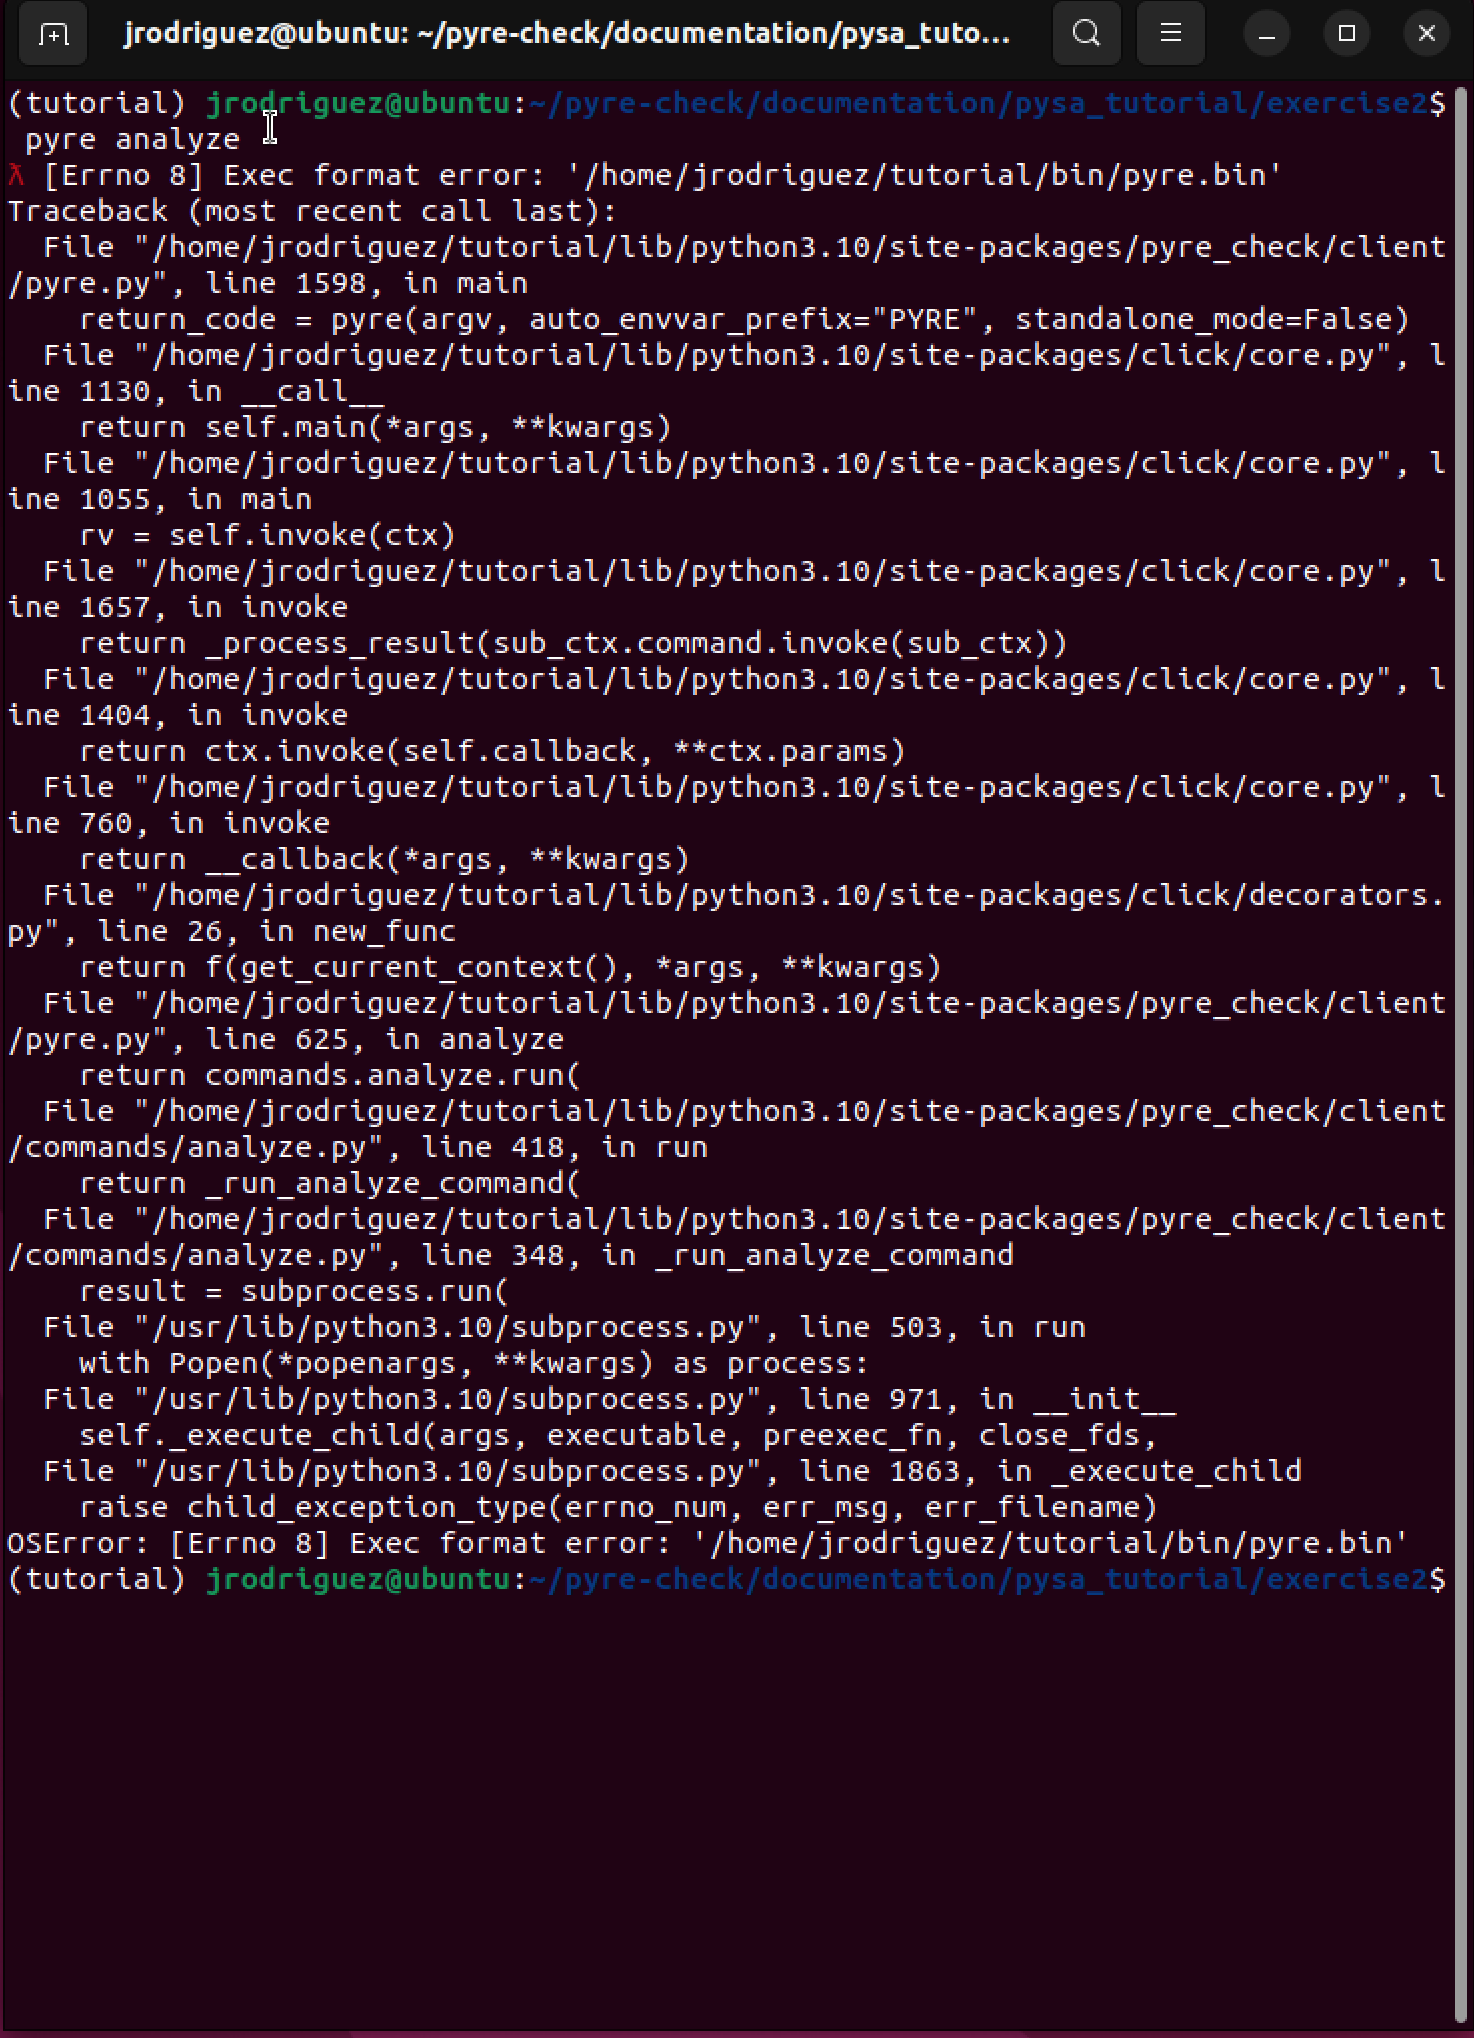 jrodriguez@ubuntu: ~/pyre-check/documentation/pysa_tuto...
(tutorial) jrodriguez@ubuntu:~/pyre-check/documentation/pysa_tutorial/exercise2$
 pyre analyze
ƛ [Errno 8] Exec format error: '/home/jrodriguez/tutorial/bin/pyre.bin'
Traceback (most recent call last):
  File "/home/jrodriguez/tutorial/lib/python3.10/site-packages/pyre_check/client
/pyre.py", line 1598, in main
    return_code = pyre(argv, auto_envvar_prefix="PYRE", standalone_mode=False)
  File "/home/jrodriguez/tutorial/lib/python3.10/site-packages/click/core.py", l
ine 1130, in __call__
    return self.main(*args, **kwargs)
  File "/home/jrodriguez/tutorial/lib/python3.10/site-packages/click/core.py", l
ine 1055, in main
    rv = self.invoke(ctx)
  File "/home/jrodriguez/tutorial/lib/python3.10/site-packages/click/core.py", l
ine 1657, in invoke
    return _process_result(sub_ctx.command.invoke(sub_ctx))
  File "/home/jrodriguez/tutorial/lib/python3.10/site-packages/click/core.py", l
ine 1404, in invoke
    return ctx.invoke(self.callback, **ctx.params)
  File "/home/jrodriguez/tutorial/lib/python3.10/site-packages/click/core.py", l
ine 760, in invoke
    return __callback(*args, **kwargs)
  File "/home/jrodriguez/tutorial/lib/python3.10/site-packages/click/decorators.
py", line 26, in new_func
    return f(get_current_context(), *args, **kwargs)
  File "/home/jrodriguez/tutorial/lib/python3.10/site-packages/pyre_check/client
/pyre.py", line 625, in analyze
    return commands.analyze.run(
  File "/home/jrodriguez/tutorial/lib/python3.10/site-packages/pyre_check/client
/commands/analyze.py", line 418, in run
    return _run_analyze_command(
  File "/home/jrodriguez/tutorial/lib/python3.10/site-packages/pyre_check/client
/commands/analyze.py", line 348, in _run_analyze_command
    result = subprocess.run(
  File "/usr/lib/python3.10/subprocess.py", line 503, in run
    with Popen(*popenargs, **kwargs) as process:
  File "/usr/lib/python3.10/subprocess.py", line 971, in __init__
    self._execute_child(args, executable, preexec_fn, close_fds,
  File "/usr/lib/python3.10/subprocess.py", line 1863, in _execute_child
    raise child_exception_type(errno_num, err_msg, err_filename)
OSError: [Errno 8] Exec format error: '/home/jrodriguez/tutorial/bin/pyre.bin'
(tutorial) jrodriguez@ubuntu:~/pyre-check/documentation/pysa_tutorial/exercise2$